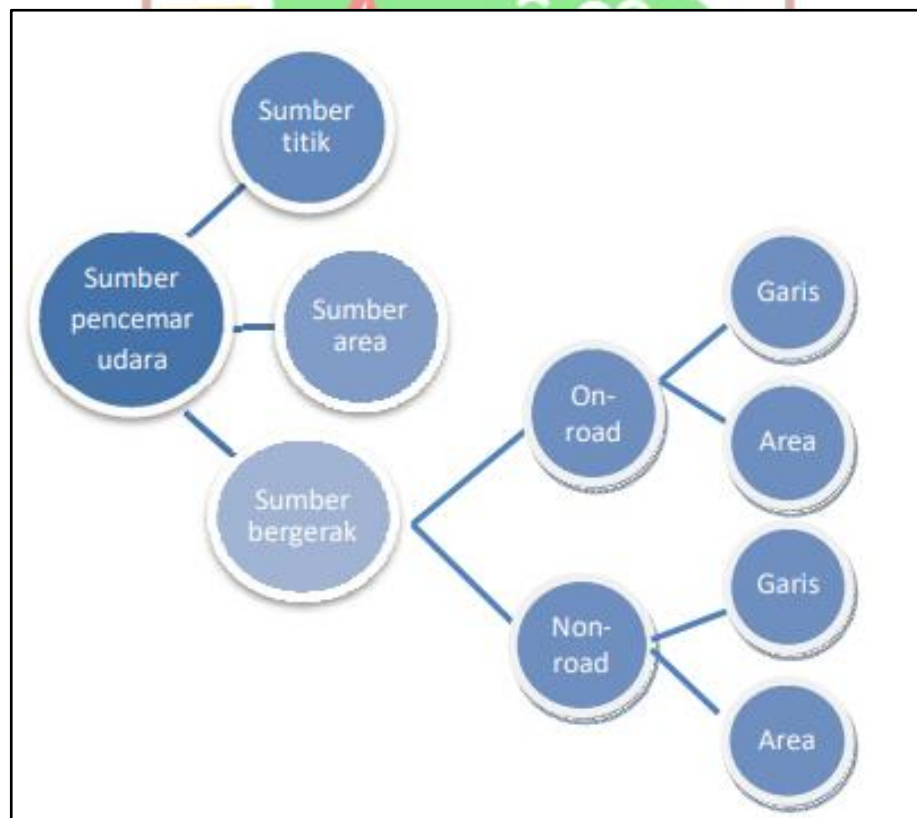 Sumber
titik
Sumber
pencemar
udara
Sumber
area
Sumber
bergerak
On-
road
Garis
Area
Non-
road
Garis
Area